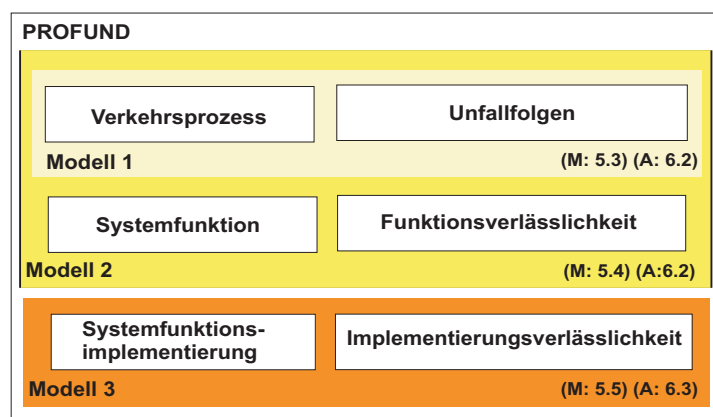 PROFUND
Verkehrsprozess
Unfallfolgen
Modell 1
(M: 5.3) (A: 6.2)
Systemfunktion
Funktionsverlässlichkeit
Modell 2
(M: 5.4) (A:6.2)
Systemfunktions-
implementierung
Implementierungsverlässlichkeit
Modell 3
(M: 5.5) (A: 6.3)